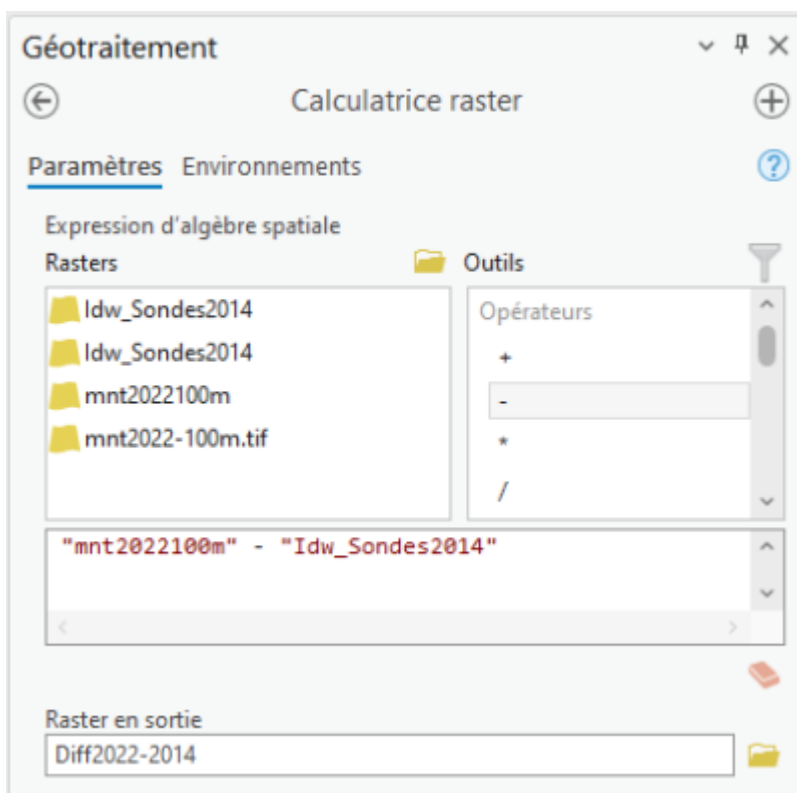 Géotraitement
Calculatrice raster
Paramètres Environnements
Expression d'algèbre spatiale
Rasters Outils
Idw_Sondes2014
Idw_Sondes2014
mnt2022100m
mnt2022-100m.tif
Opérateurs
+
-
*
/
"mnt2022100m" - "Idw_Sondes2014"
Raster en sortie
Diff2022-2014